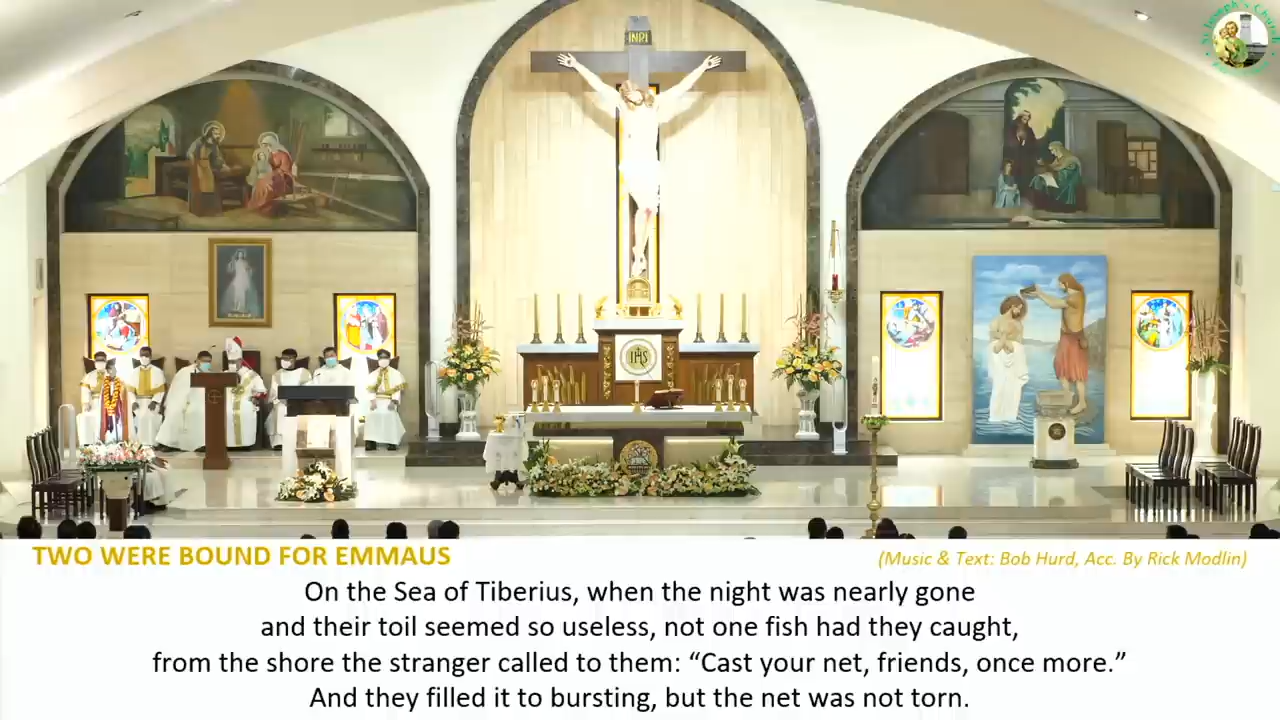 St Joseph's Church
INRI
IHS
TWO WERE BOUND FOR EMMAUS
(Music & Text: Bob Hurd, Acc. By Rick Modlin)
On the Sea of Tiberius, when the night was nearly gone
and their toil seemed so useless, not one fish had they caught,
from the shore the stranger called to them: “Cast your net, friends, once more.”
And they filled it to bursting, but the net was not torn.